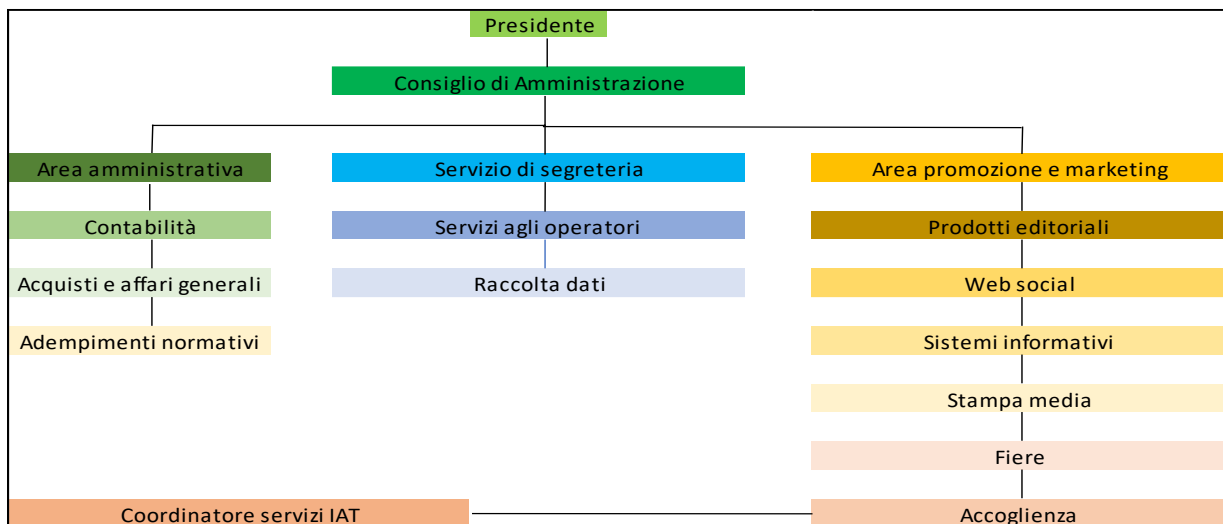 Presidente
Consiglio di Amministrazione
Area amministrativa
Servizio di segreteria
Area promozione e marketing
Contabilità
Servizi agli operatori
Prodotti editoriali
Acquisti e affari generali
Raccolta dati
Web social
Adempimenti normativi
Sistemi informativi
Stampa media
Fiere
Coordinatore servizi IAT
Accoglienza